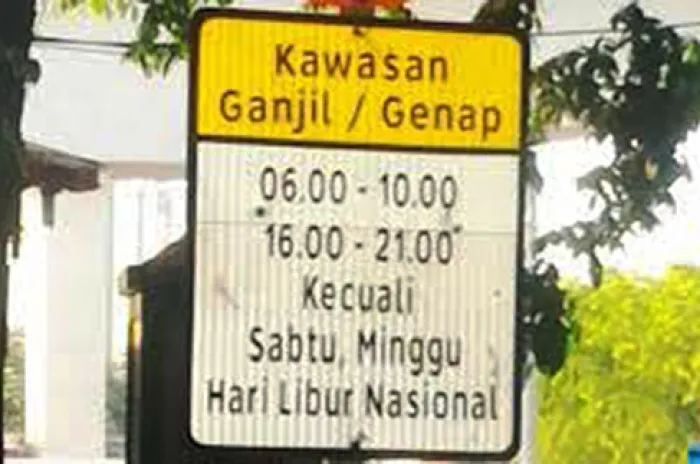 Kawasan
Ganjil / Genap
06.00 - 10.00
16.00 - 21.00
Kecuali
Sabtu, Minggu
Hari Libur Nasional